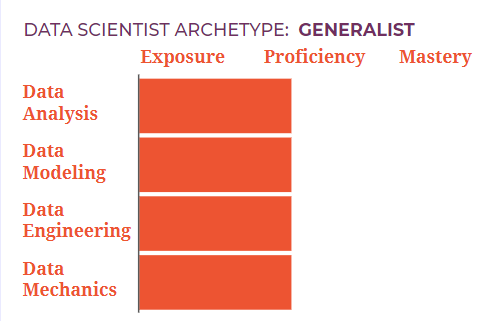 DATA SCIENTIST ARCHETYPE: GENERALIST
Exposure Proficiency Mastery
Data
Analysis
Data
Modeling
Data
Engineering
Data
Mechanics